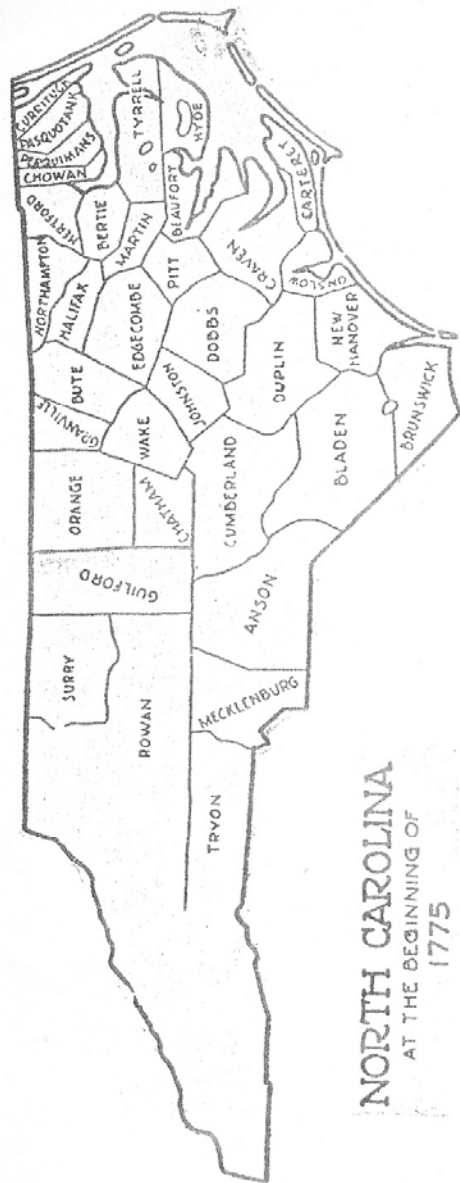 CURRITUCK
PASQUOTANK
PERQUIMANS
CHOWAN
HERTFORD
NORTHAMPTON
HALIFAX
BERTIE
MARTIN
TYRRELL
HYDE
BEAUFORT
PITT
EDGECOMBE
BUTE
GRANVILLE
WAKE
JOHNSTON
DOBBS
CRAVEN
CARTERET
ONSLOW
NEW
HANOVER
DUPLIN
ORANGE
CHATHAM
CUMBERLAND
BLADEN
BRUNSWICK
GUILFORD
ANSON
SURRY
ROWAN
MECKLENBURG
TRYON
NORTH CAROLINA
AT THE BEGINNING OF
1775